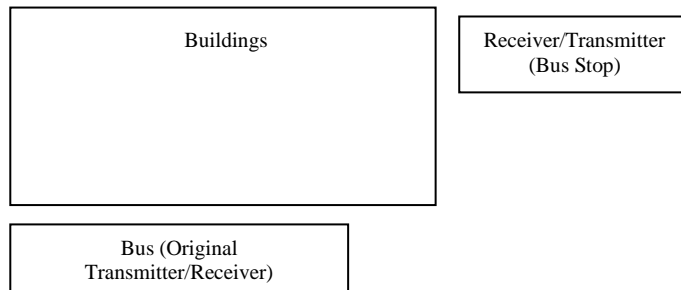 Buildings
Receiver/Transmitter
(Bus Stop)
Bus (Original
Transmitter/Receiver)